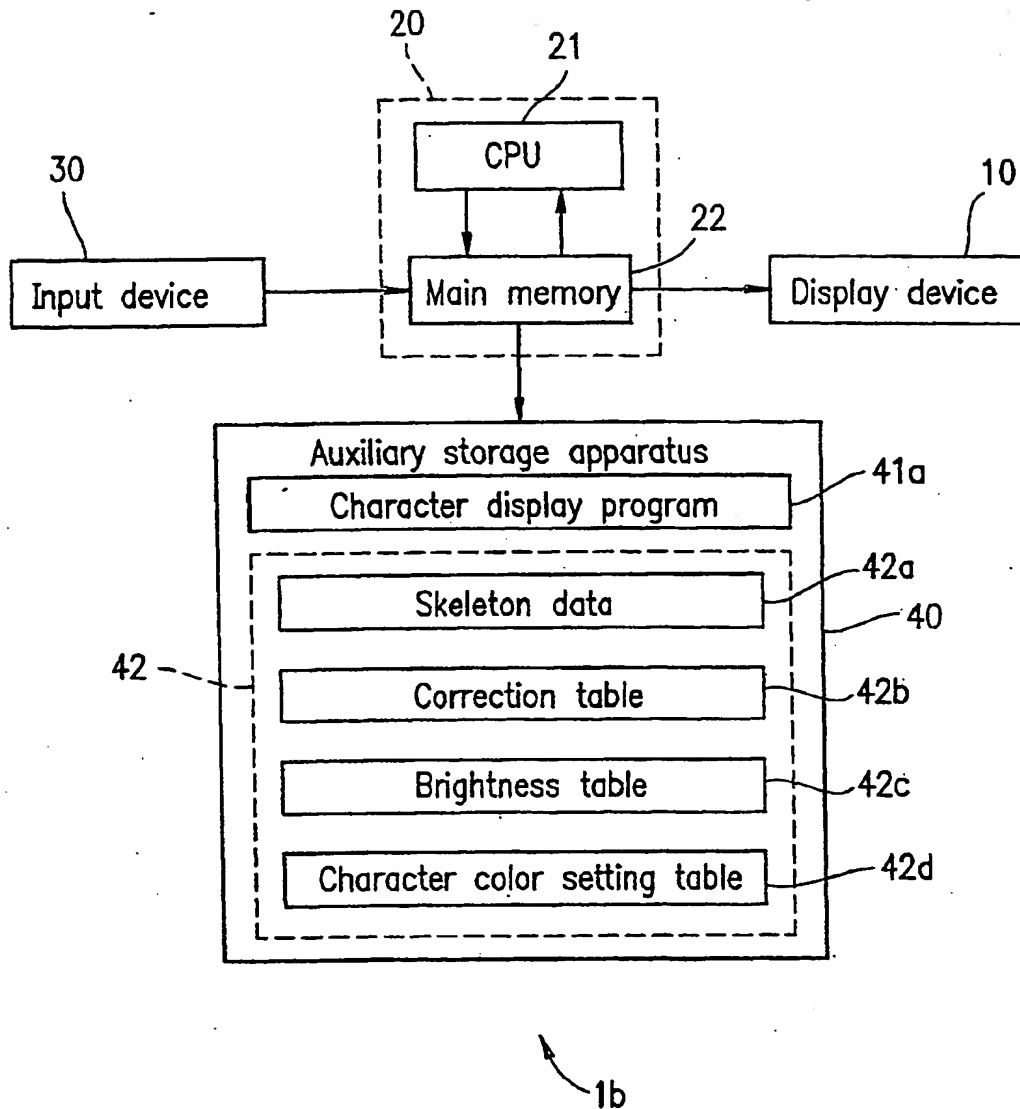 20
21
CPU
30
22
10
Input device
Main memory
Display device
Auxiliary storage apparatus
41a
Character display program
42a
Skeleton data
40
42
Correction table
42b
Brightness table
42c
Character color setting table
42d
1b